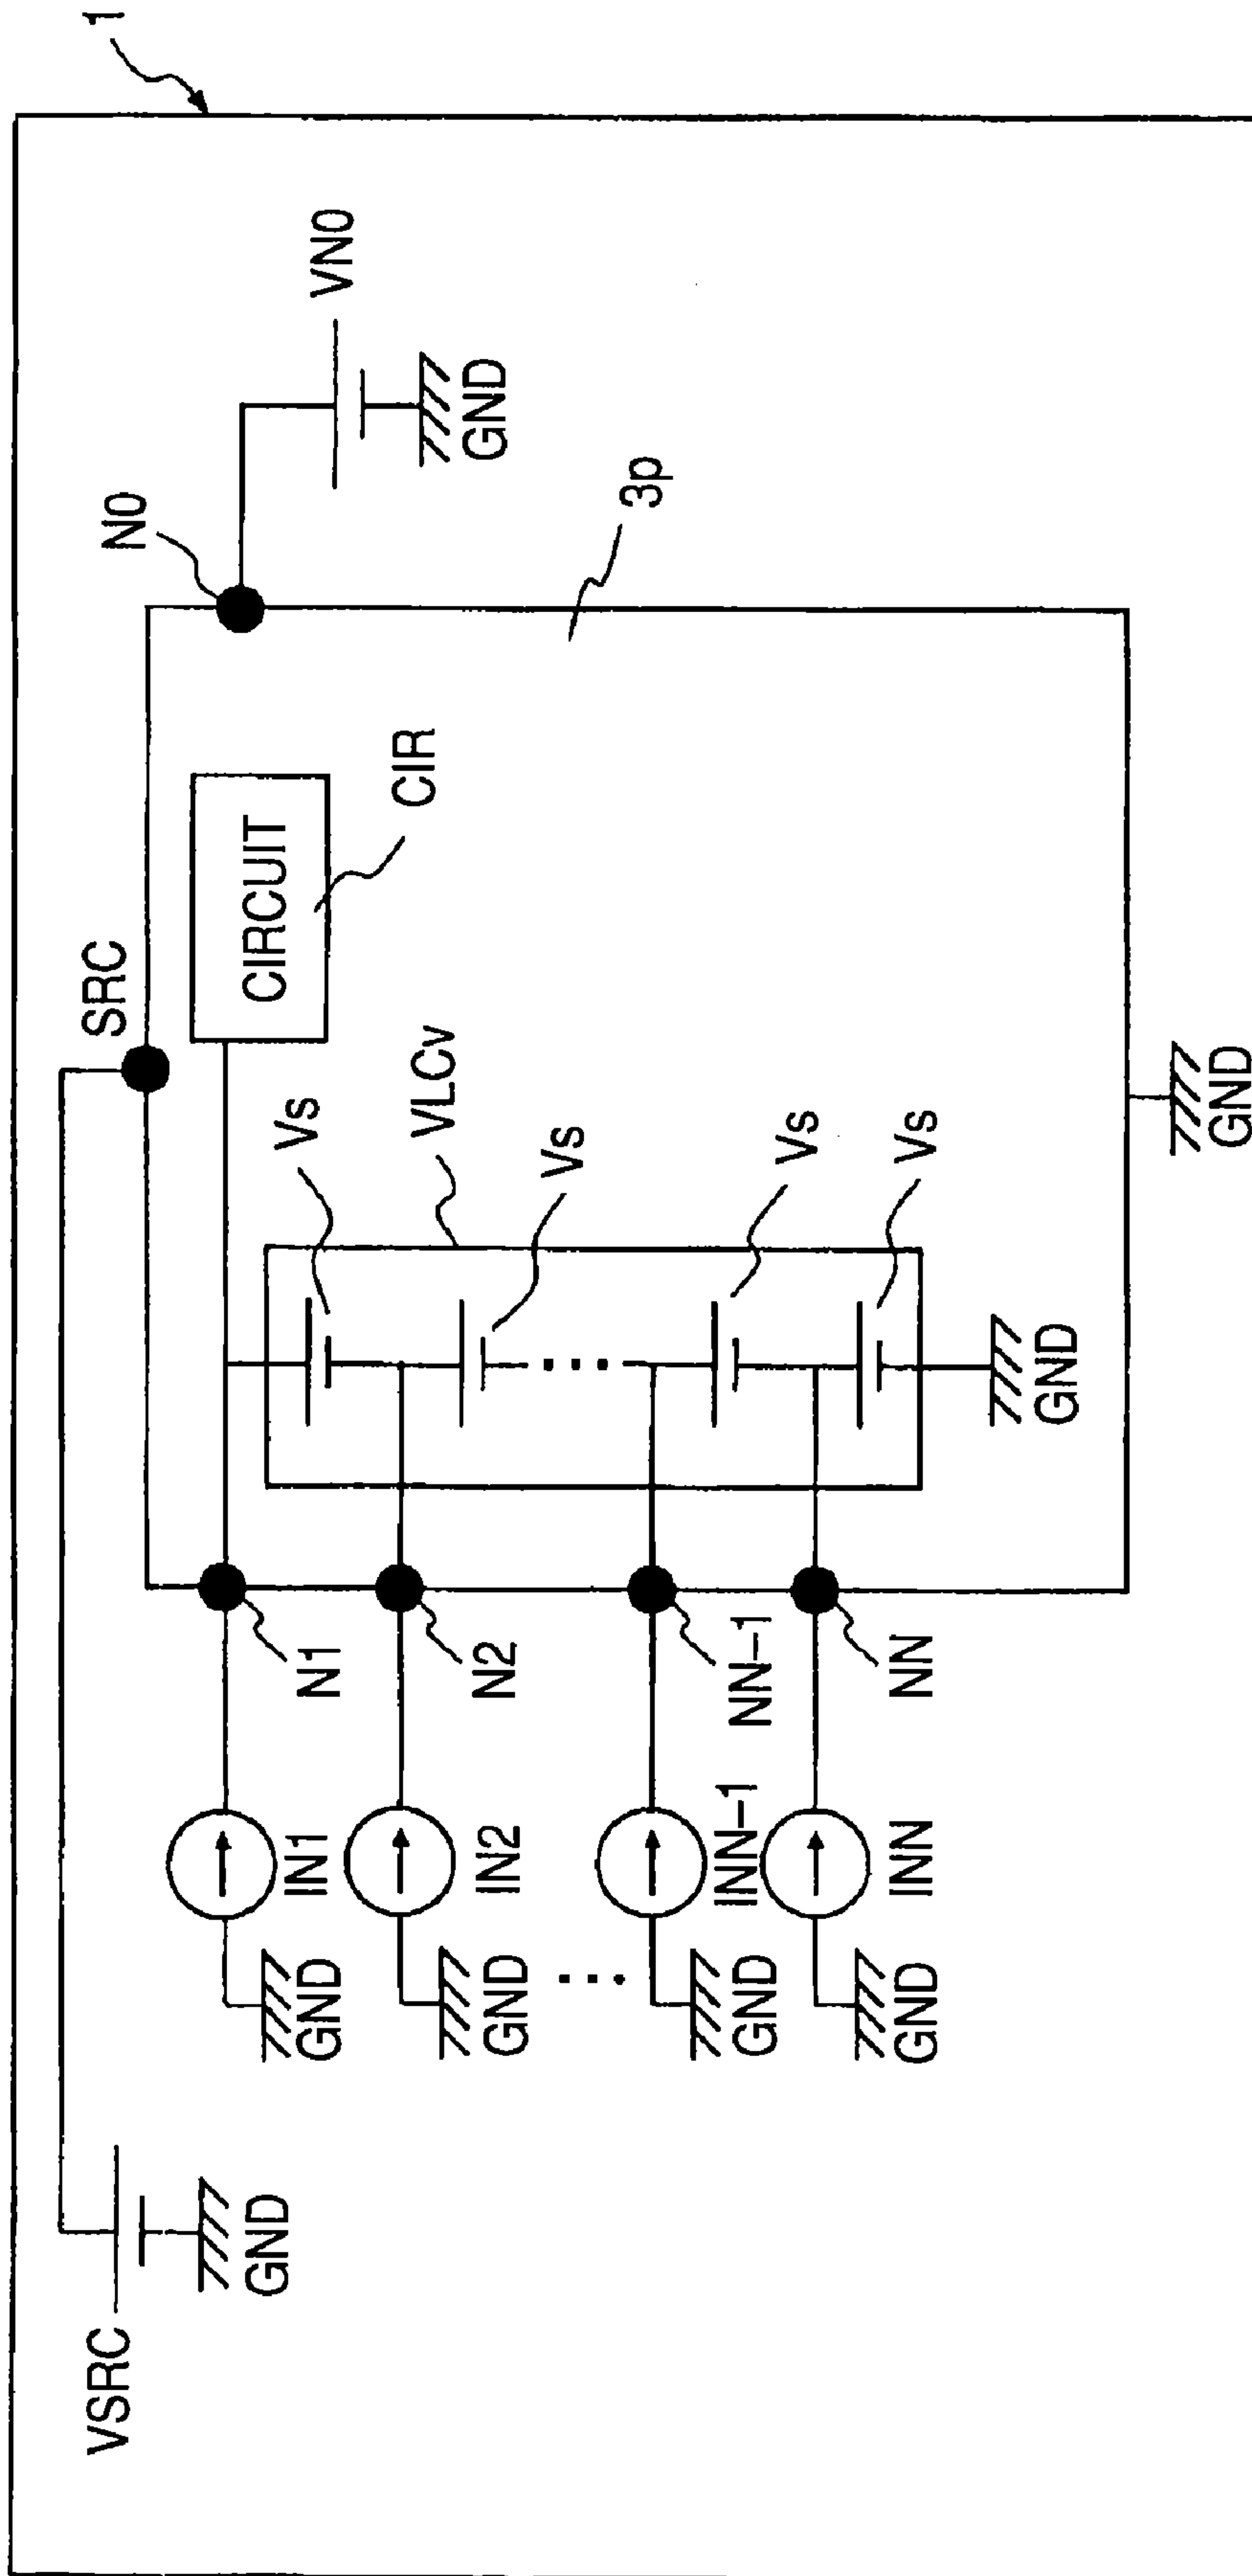 1
VSRC
GND
SRC
N0
VN0
GND
CIRCUIT
CIR
3p
IN1
GND
N1
Vs
VLCv
IN2
GND
N2
Vs
⋮
...
INN-1
GND
NN-1
Vs
INN
GND
NN
Vs
GND
GND